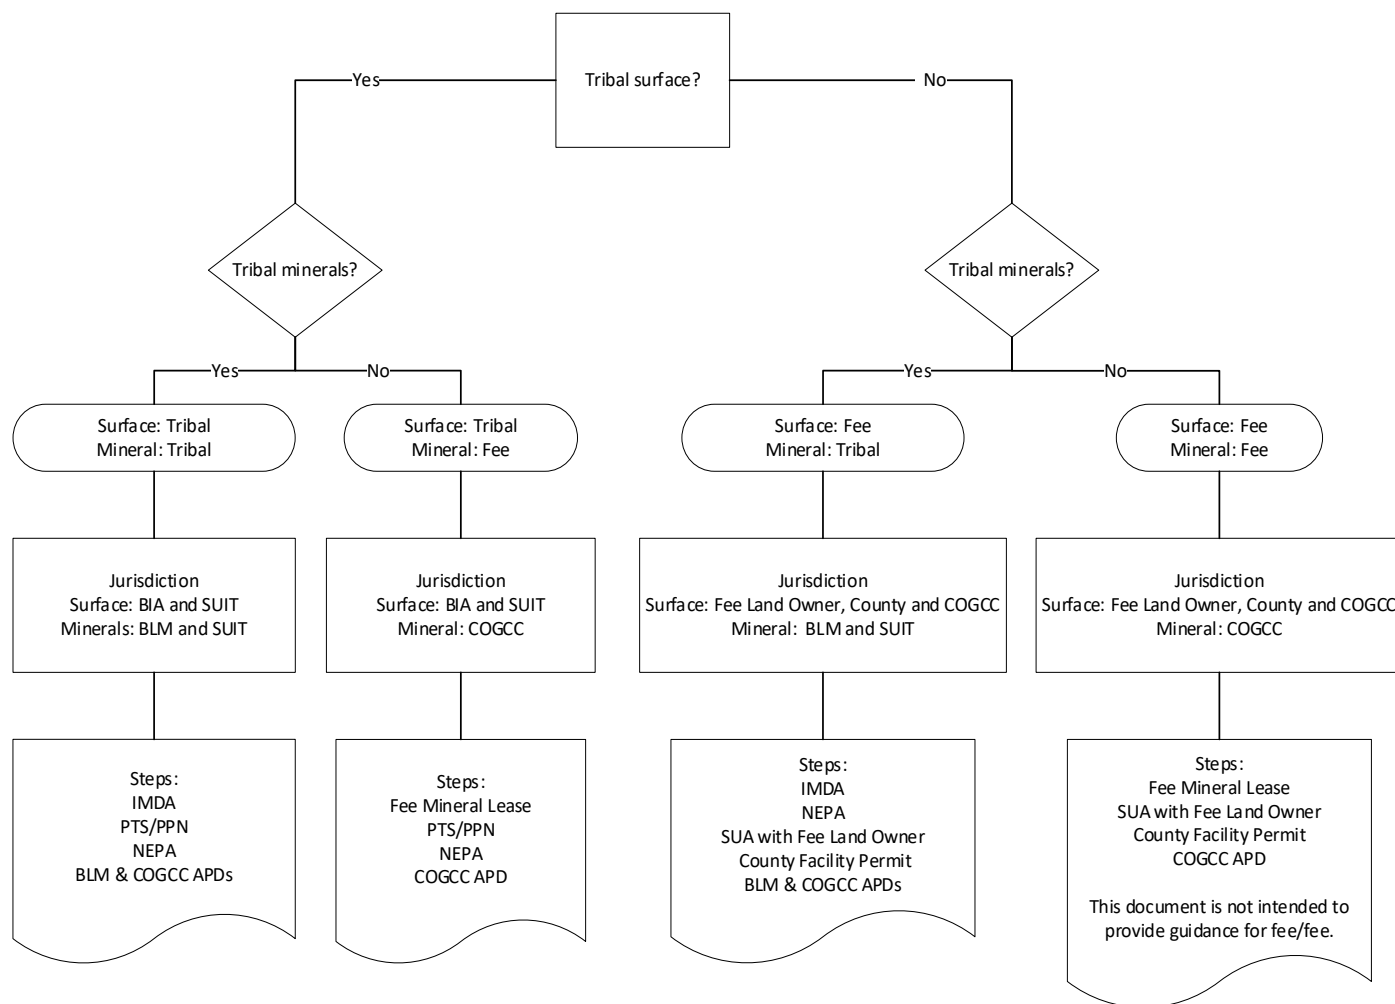 Tribal surface?
Yes
No
Tribal minerals?
Tribal minerals?
Yes
No
Yes
No
Surface: Tribal
Mineral: Tribal
Surface: Tribal
Mineral: Fee
Surface: Fee
Mineral: Tribal
Surface: Fee
Mineral: Fee
Jurisdiction
Surface: BIA and SUIT
Minerals: BLM and SUIT
Jurisdiction
Surface: BIA and SUIT
Mineral: COGCC
Jurisdiction
Surface: Fee Land Owner, County and COGCC
Mineral: BLM and SUIT
Jurisdiction
Surface: Fee Land Owner, County and COGCC
Mineral: COGCC
Steps:
IMDA
PTS/PPN
NEPA
BLM & COGCC APDs
Steps:
Fee Mineral Lease
PTS/PPN
NEPA
COGCC APD
Steps:
IMDA
NEPA
SUA with Fee Land Owner
County Facility Permit
BLM & COGCC APDs
Steps:
Fee Mineral Lease
SUA with Fee Land Owner
County Facility Permit
COGCC APD
This document is not intended to
provide guidance for fee/fee.